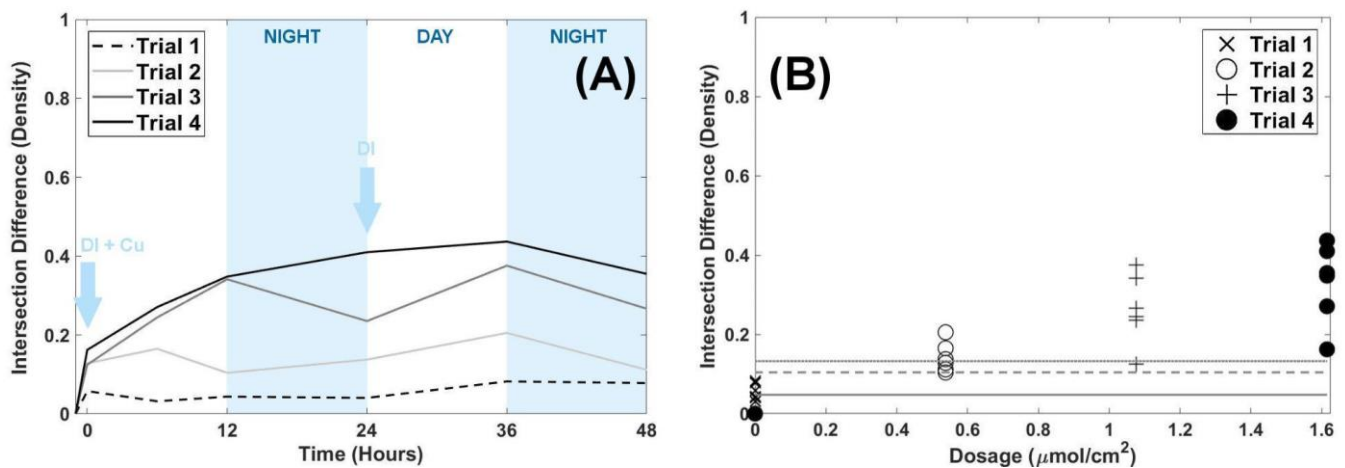 Intersection Difference (Density)
1
0.8
0.6
0.4
0.2
0
Trial 1
Trial 2
Trial 3
Trial 4
NIGHT
DAY
NIGHT
(A)
DI + Cu
DI
0
12
24
36
48
Time (Hours)
Intersection Difference (Density)
1
0.8
0.6
0.4
0.2
0
(B)
Trial 1
Trial 2
Trial 3
Trial 4
0
0.2
0.4
0.6
0.8
1
1.2
1.4
1.6
Dosage (μmol/cm²)